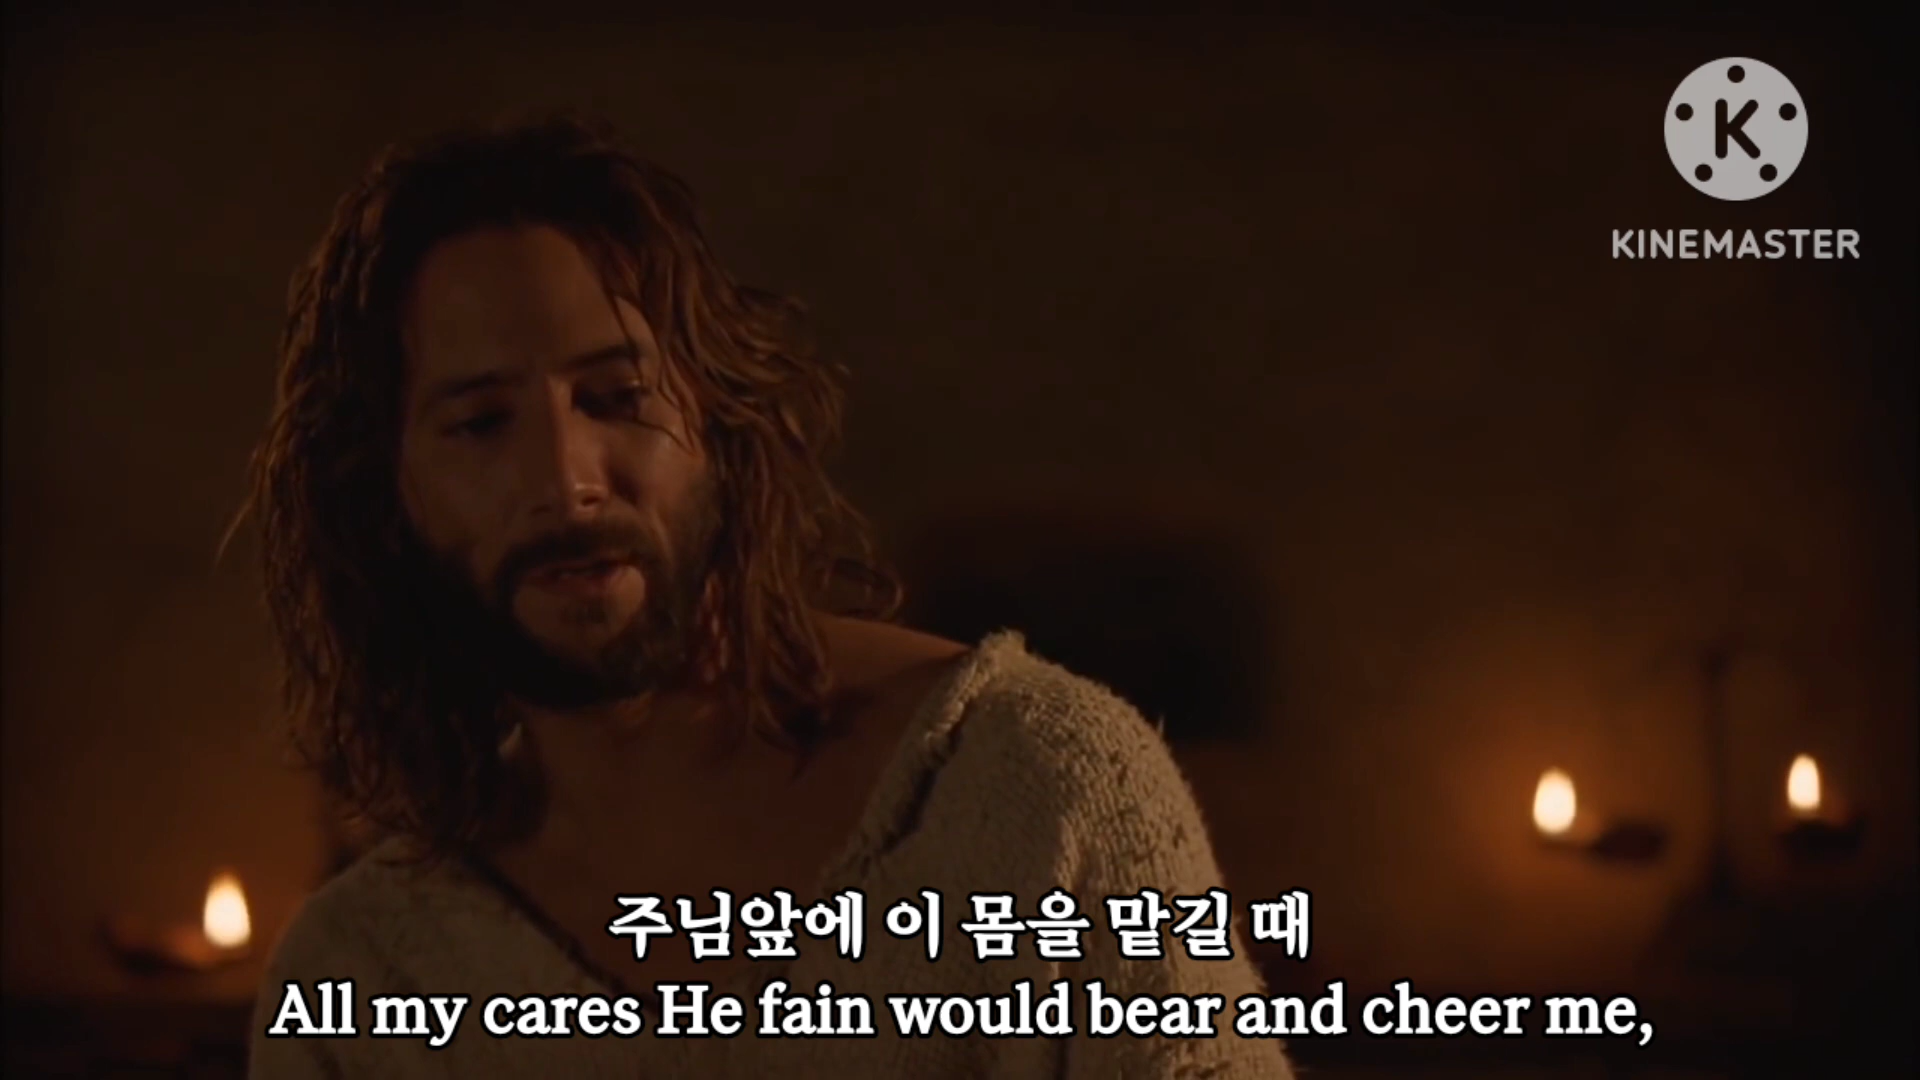 K
KINEMASTER
주님앞에 이 몸을 맡길 때
All my cares He fain would bear and cheer me,